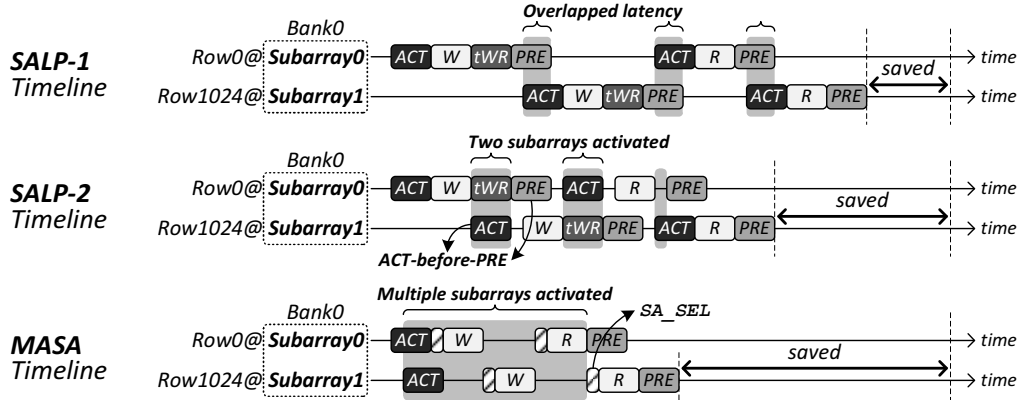 Overlapped latency
Bank0
SALP-1
Timeline
Row0@ Subarray0 ACT W tWR PRE ACT R PRE time
saved
Row1024@ Subarray1 ACT W tWR PRE ACT R PRE time
Two subarrays activated
Bank0
SALP-2
Timeline
Row0@ Subarray0 ACT W tWR PRE ACT R PRE time
saved
Row1024@ Subarray1 ACT W tWR PRE ACT R PRE time
ACT-before-PRE
Multiple subarrays activated
Bank0
SA_SEL
MASA
Timeline
Row0@ Subarray0 ACT W R PRE time
saved
Row1024@ Subarray1 ACT W R PRE time